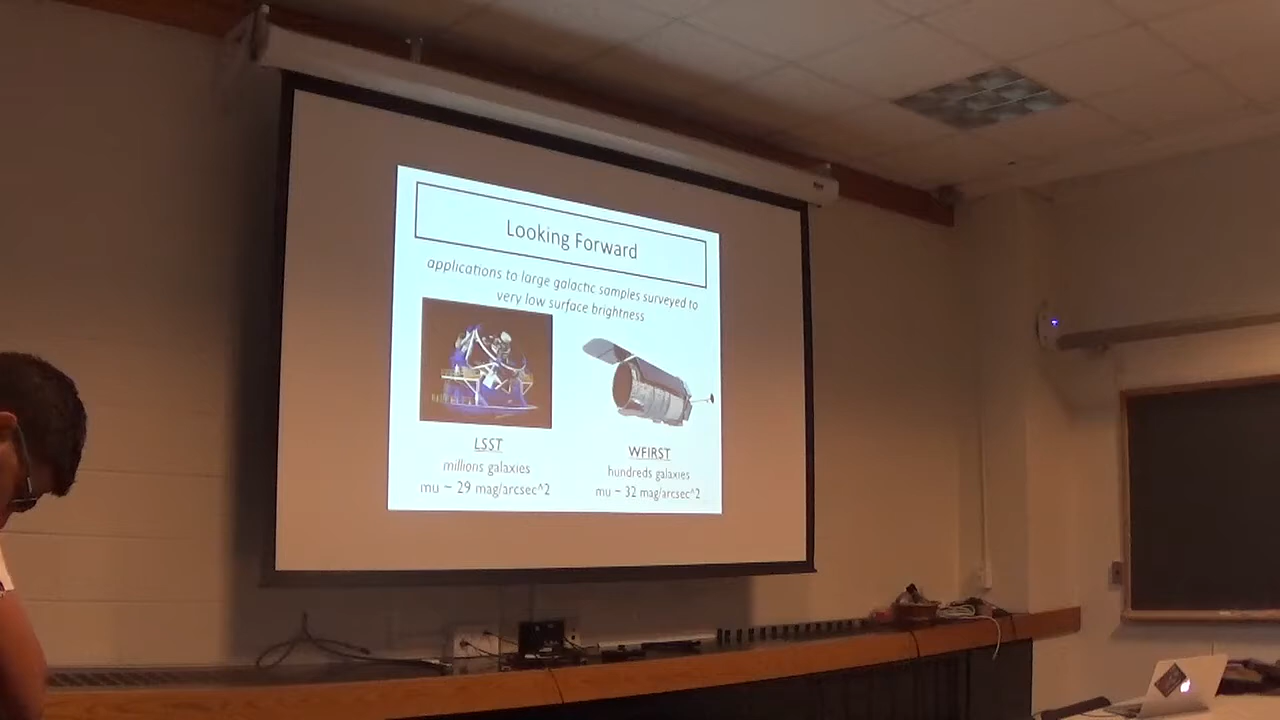 Looking Forward
applications to large galactic samples surveyed to
very low surface brightness
LSST
millions galaxies
mu ~ 29 mag/arcsec^2
WFIRST
hundreds galaxies
mu ~ 32 mag/arcsec^2